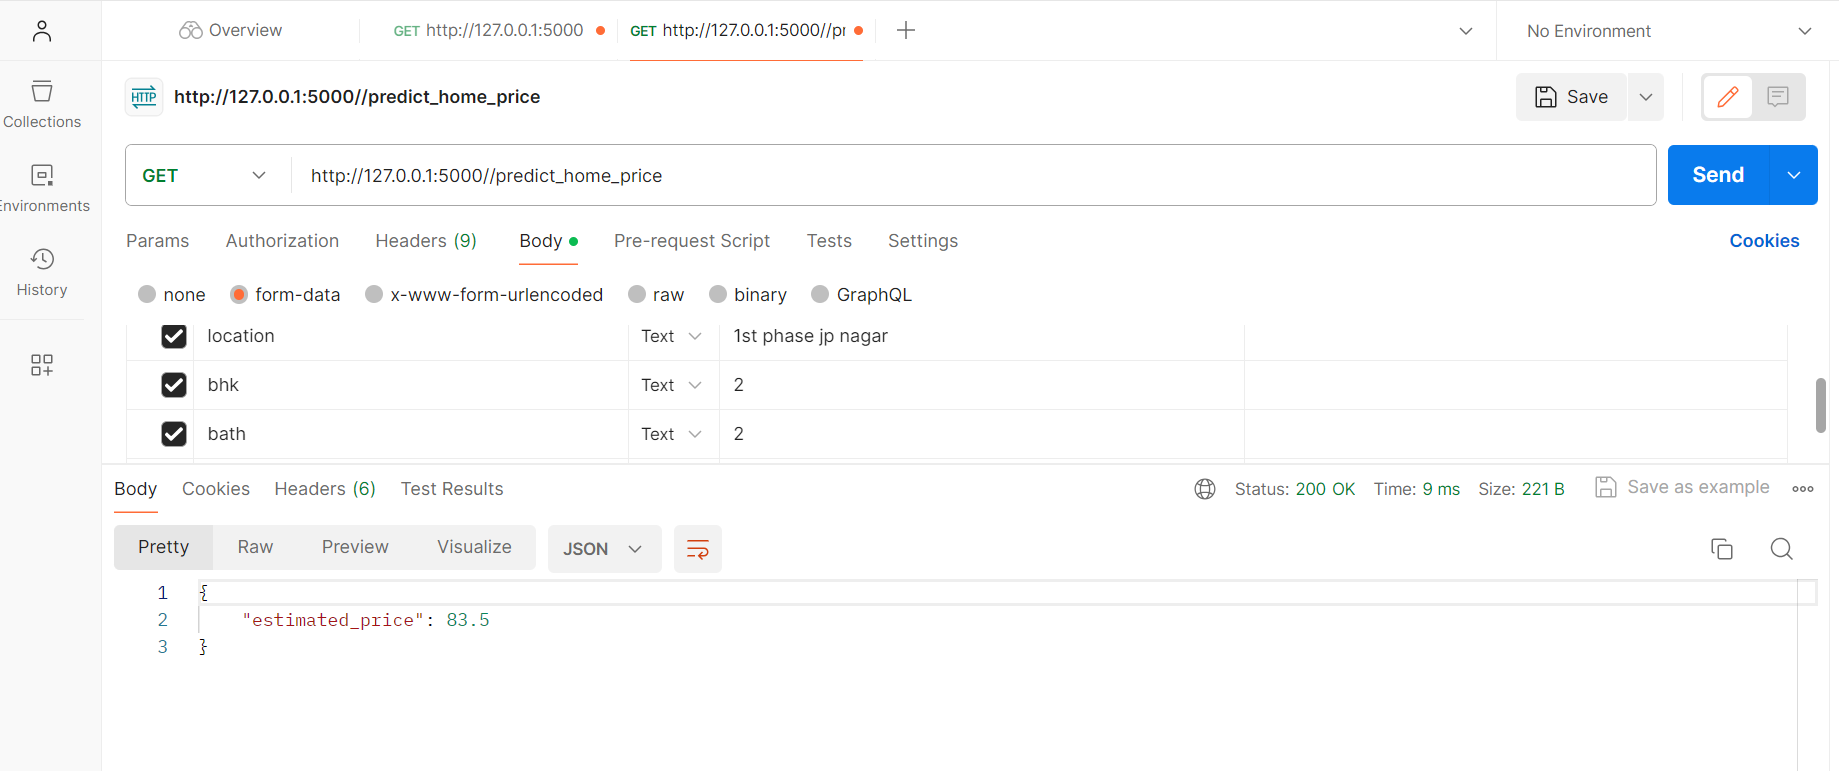 Overview
GET http://127.0.0.1:5000
GET http://127.0.0.1:5000//pr
No Environment
Collections
Environments
History
HTTP http://127.0.0.1:5000//predict_home_price
Save
GET http://127.0.0.1:5000//predict_home_price
Send
Params Authorization Headers (9) Body Pre-request Script Tests Settings Cookies
none form-data x-www-form-urlencoded raw binary GraphQL
location Text 1st phase jp nagar
bhk Text 2
bath Text 2
Body Cookies Headers (6) Test Results Status: 200 OK Time: 9 ms Size: 221 B Save as example
Pretty Raw Preview Visualize JSON
1 {
2 "estimated_price": 83.5
3 }